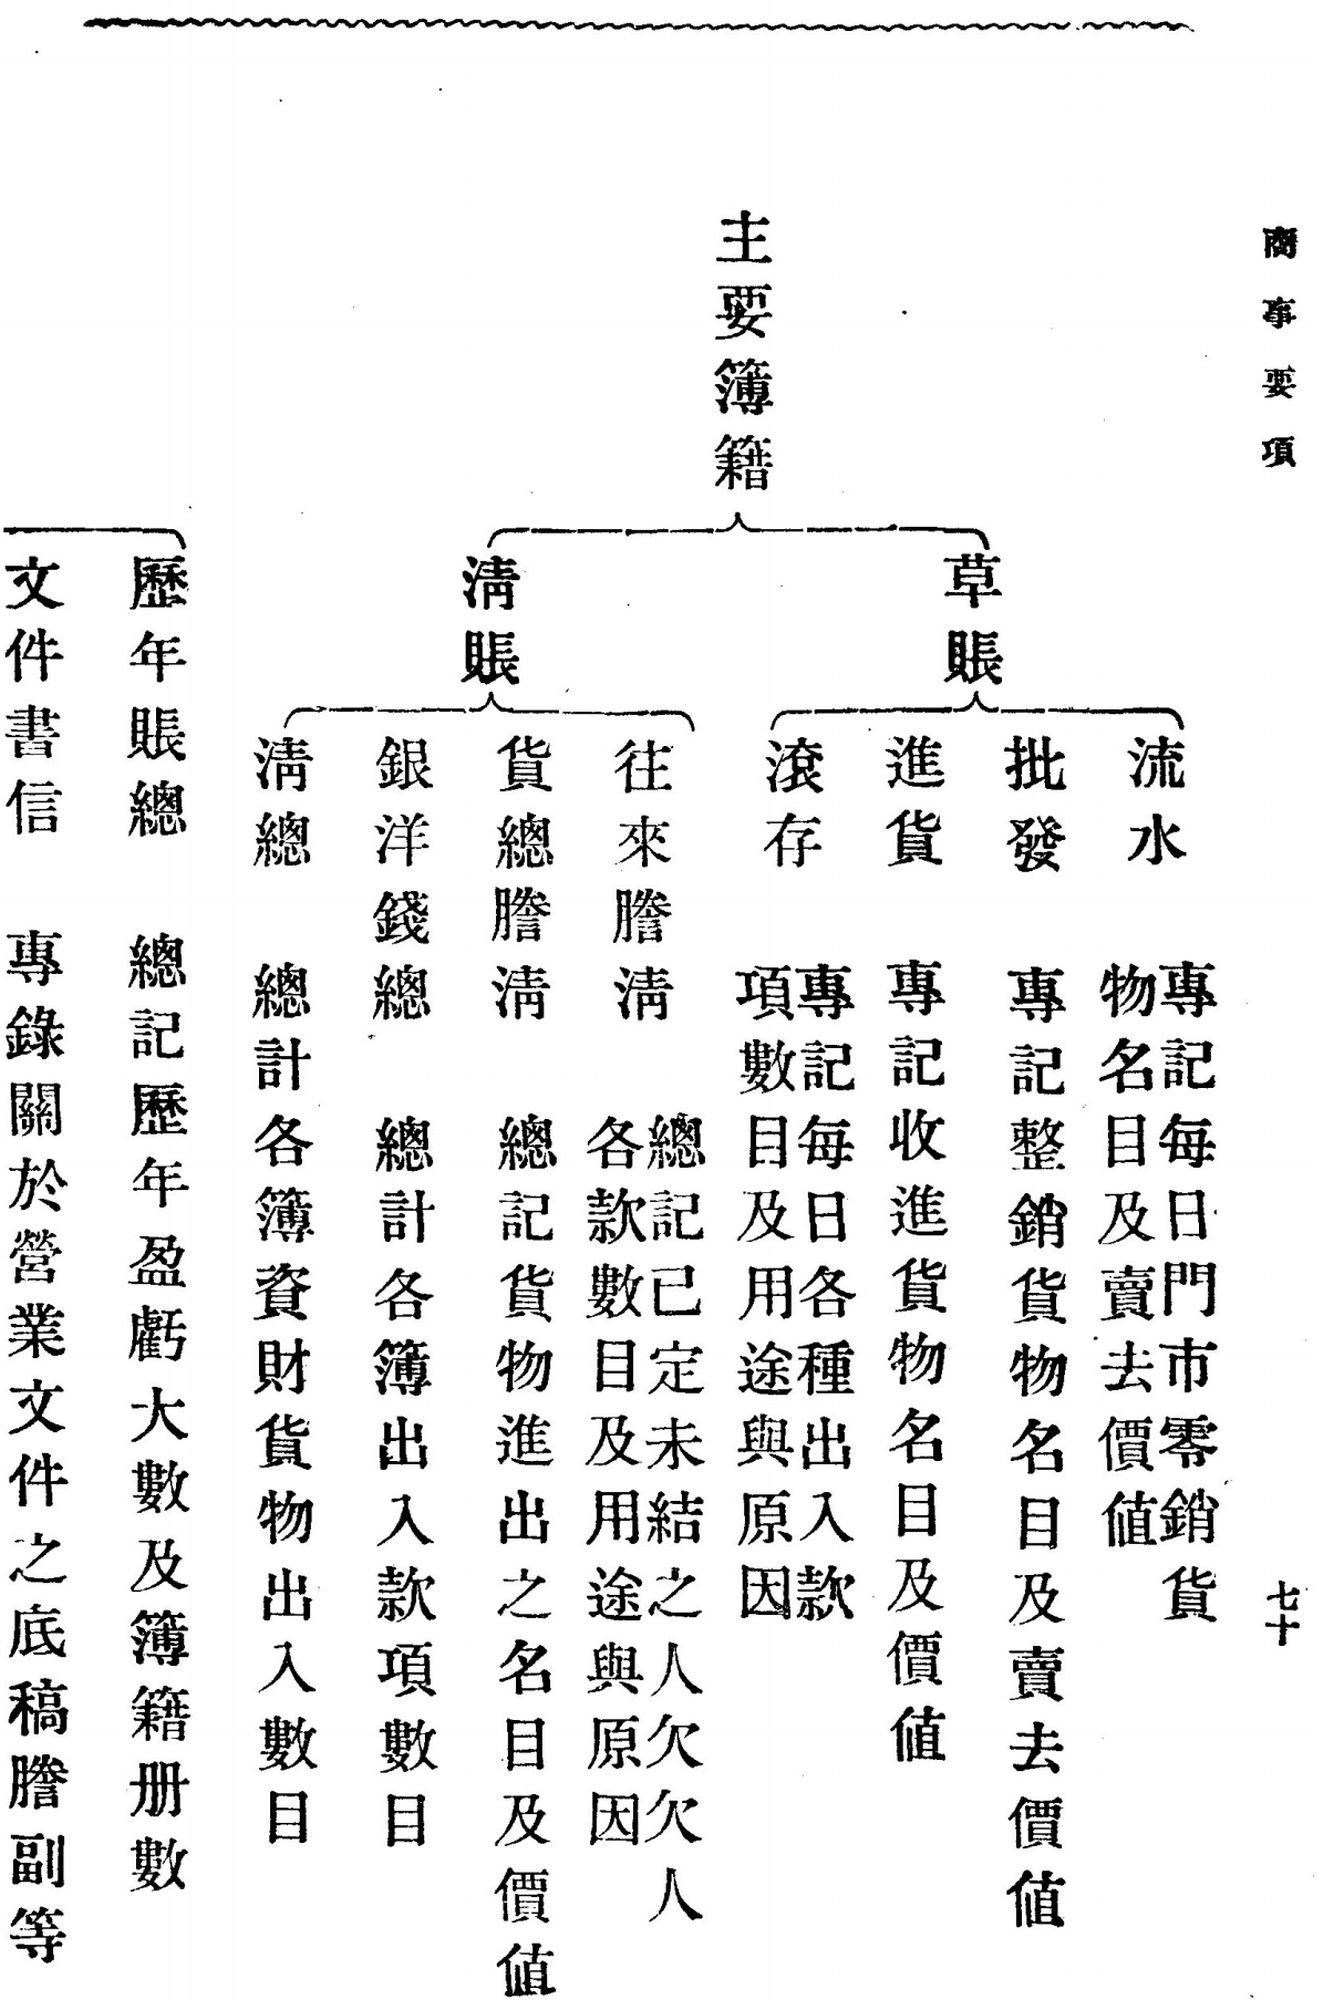 商事要項
七十
主要簿籍
草賬
流水
專記每日門市零銷貨
物名目及賣去價值
批發
專記整銷貨物名目及賣去價值
進貨
專記收進貨物名目及價值
滾存
專記每日各種出入款
項數目及用途與原因
淸賬
往來謄淸
總記已定未結之人欠欠人
各款數目及用途與原因
貨總謄淸
總記貨物進出之名目及價值
銀洋錢總
總計各簿出入款項數目
淸總
總計各簿資財貨物出入數目
歷年賬總
總記歷年盈虧大數及簿籍册數
文件書信
專錄關於營業文件之底稿謄副等